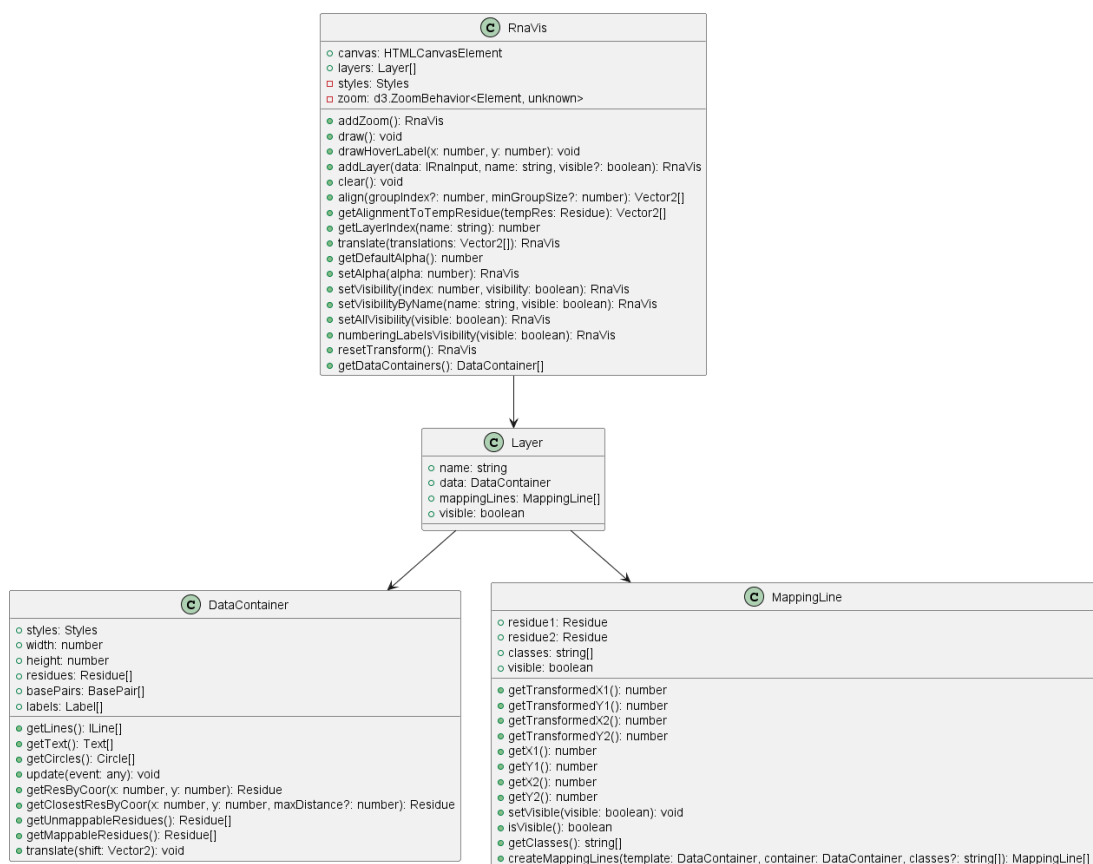 C RnaVis
canvas: HTMLCanvasElement
layers: Layer[]
styles: Styles
zoom: d3.ZoomBehavior<Element, unknown>
addZoom(): RnaVis
draw(): void
drawHoverLabel(x: number, y: number): void
addLayer(data: IRnaInput, name: string, visible?: boolean): RnaVis
clear(): void
align(groupIndex?: number, minGroupSize?: number): Vector2[]
getAlignmentToTempResidue(tempRes: Residue): Vector2[]
getLayerIndex(name: string): number
translate(translations: Vector2[]): RnaVis
getDefaultAlpha(): number
setAlpha(alpha: number): RnaVis
setVisibility(index: number, visibility: boolean): RnaVis
setVisibilityByName(name: string, visible: boolean): RnaVis
setAllVisibility(visible: boolean): RnaVis
numberingLabelsVisibility(visible: boolean): RnaVis
resetTransform(): RnaVis
getDataContainers(): DataContainer[]
C Layer
name: string
data: DataContainer
mappingLines: MappingLine[]
visible: boolean
C DataContainer
styles: Styles
width: number
height: number
residues: Residue[]
basePairs: BasePair[]
labels: Label[]
getLines(): ILine[]
getText(): Text[]
getCircles(): Circle[]
update(event: any): void
getResByCoor(x: number, y: number): Residue
getClosestResByCoor(x: number, y: number, maxDistance?: number): Residue
getUnmappableResidues(): Residue[]
getMappableResidues(): Residue[]
translate(shift: Vector2): void
C MappingLine
residue1: Residue
residue2: Residue
classes: string[]
visible: boolean
getTransformedX1(): number
getTransformedY1(): number
getTransformedX2(): number
getTransformedY2(): number
getX1(): number
getY1(): number
getX2(): number
getY2(): number
setVisible(visible: boolean): void
isVisible(): boolean
getClasses(): string[]
createMappingLines(template: DataContainer, container: DataContainer, classes?: string[]): MappingLine[]